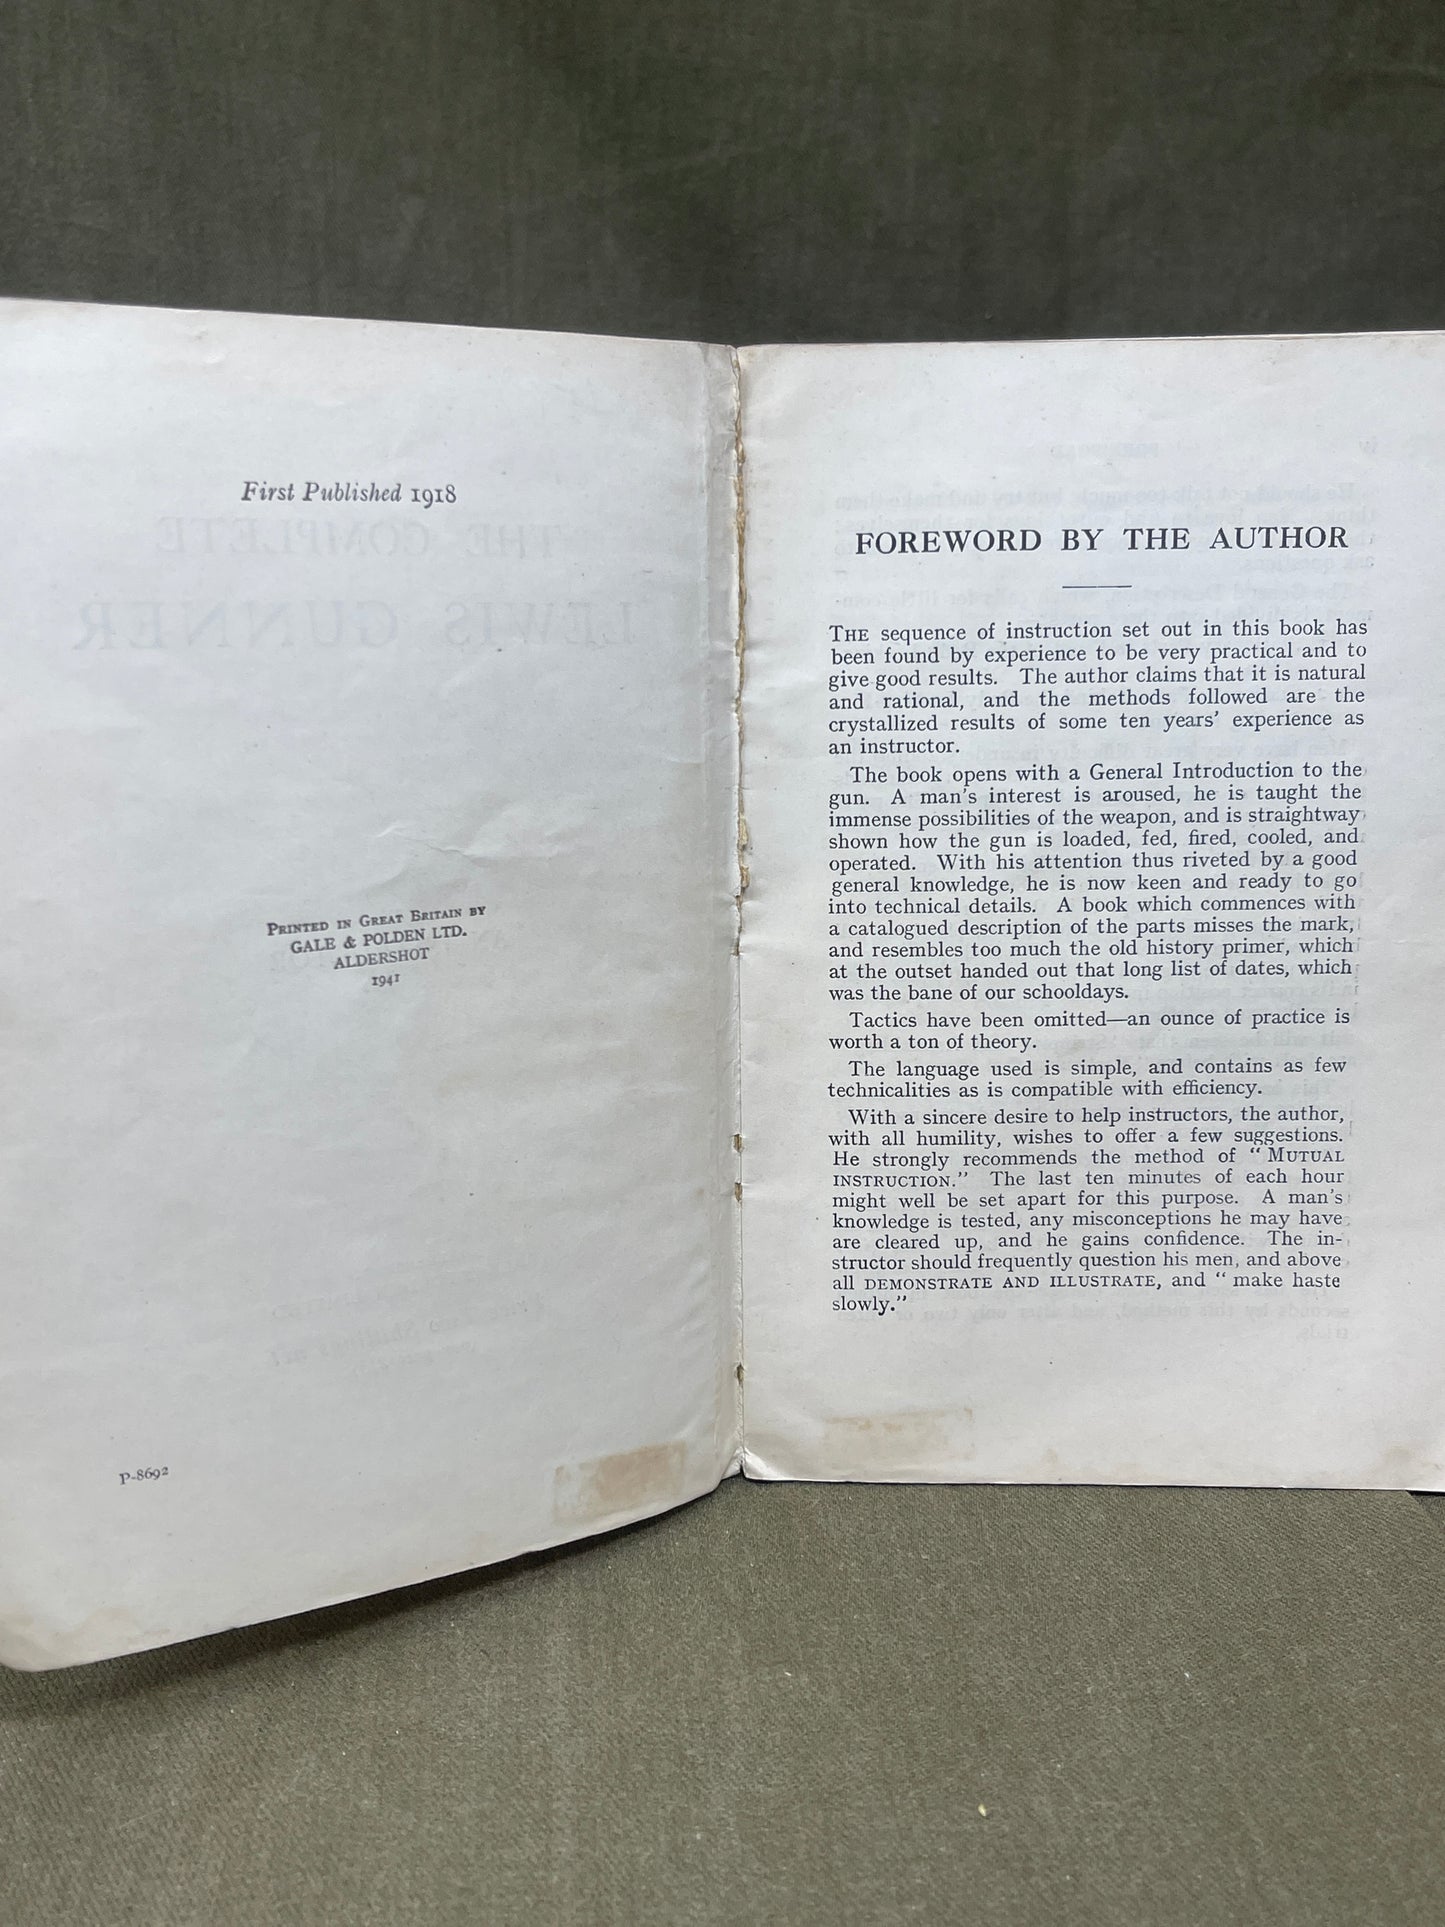 First Published 1918
THE COMPLETE
LEWIS GUNNER
PRINTED IN GREAT BRITAIN BY
GALE & POLDEN LTD.
ALDERSHOT
1941
P-8692
FOREWORD BY THE AUTHOR
THE sequence of instruction set out in this book has
been found by experience to be very practical and to
give good results. The author claims that it is natural
and rational, and the methods followed are the
crystallized results of some ten years' experience as
an instructor.
The book opens with a General Introduction to the
gun. A man's interest is aroused, he is taught the
immense possibilities of the weapon, and is straightway
shown how the gun is loaded, fed, fired, cooled, and
operated. With his attention thus riveted by a good
general knowledge, he is now keen and ready to go
into technical details. A book which commences with
a catalogued description of the parts misses the mark,
and resembles too much the old history primer, which
at the outset handed out that long list of dates, which
was the bane of our schooldays.
Tactics have been omitted—an ounce of practice is
worth a ton of theory.
The language used is simple, and contains as few
technicalities as is compatible with efficiency.
With a sincere desire to help instructors, the author,
with all humility, wishes to offer a few suggestions.
He strongly recommends the method of "MUTUAL
INSTRUCTION." The last ten minutes of each hour
might well be set apart for this purpose. A man's
knowledge is tested, any misconceptions he may have
are cleared up, and he gains confidence. The in-
structor should frequently question his men, and above
all DEMONSTRATE AND ILLUSTRATE, and "make haste
slowly."